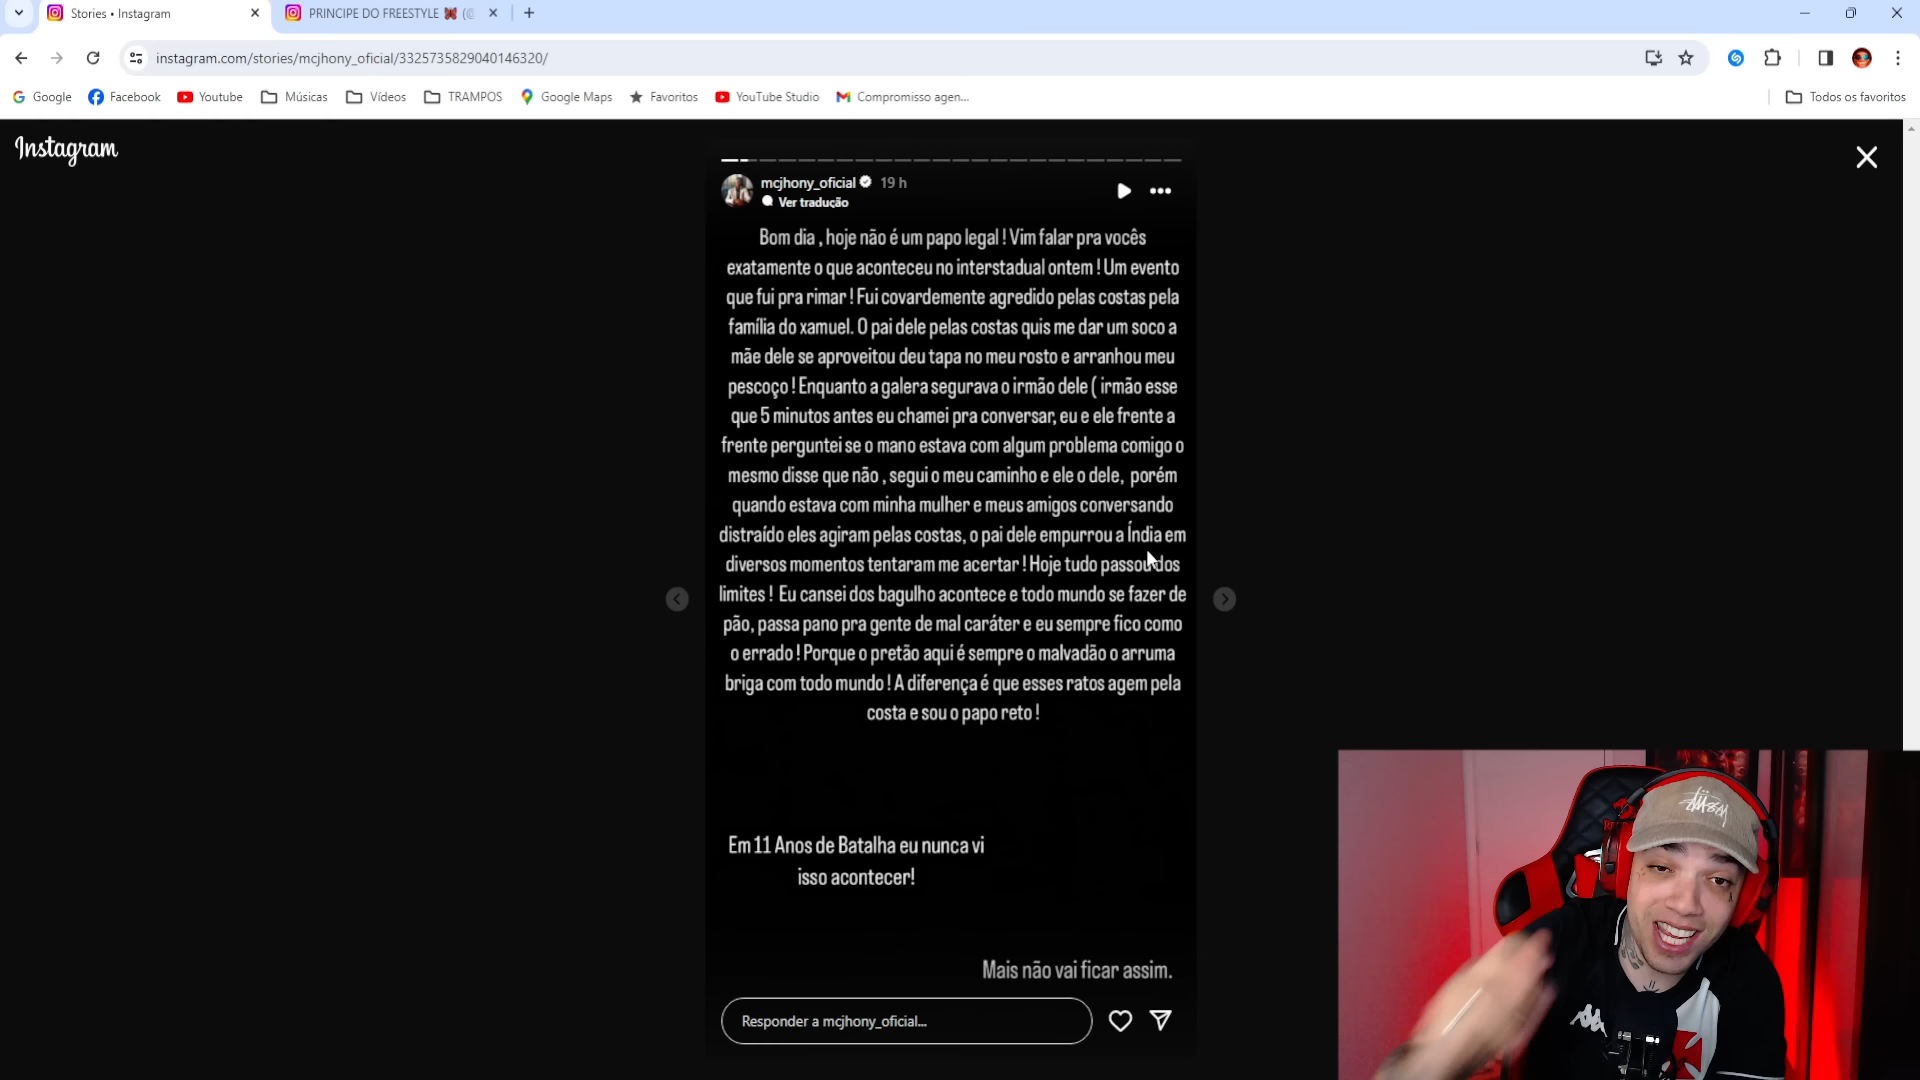 Stories • Instagram
PRINCIPE DO FREESTYLE
instagram.com/stories/mcjhony_oficial/3325735829040146320/
Google Facebook Youtube Músicas Vídeos TRAMPOS Google Maps Favoritos YouTube Studio Compromisso agen... Todos os favoritos
Instagram
mcjhony_oficial 19 h
Ver tradução
Bom dia , hoje não é um papo legal ! Vim falar pra vocês
exatamente o que aconteceu no interstadual ontem ! Um evento
que fui pra rimar ! Fui covardemente agredido pelas costas pela
família do xamuel. O pai dele pelas costas quis me dar um soco a
mãe dele se aproveitou deu tapa no meu rosto e arranhou meu
pescoço ! Enquanto a galera segurava o irmão dele ( irmão esse
que 5 minutos antes eu chamei pra conversar, eu e ele frente a
frente perguntei se o mano estava com algum problema comigo o
mesmo disse que não , segui o meu caminho e ele o dele, porém
quando estava com minha mulher e meus amigos conversando
distraído eles agiram pelas costas, o pai dele empurrou a Índia em
diversos momentos tentaram me acertar ! Hoje tudo passou dos
limites ! Eu cansei dos bagulho acontece e todo mundo se fazer de
pão, passa pano pra gente de mal caráter e eu sempre fico como
o errado ! Porque o pretão aqui é sempre o malvadão o arruma
briga com todo mundo ! A diferença é que esses ratos agem pela
costa e sou o papo reto !
Em 11 Anos de Batalha eu nunca vi
isso acontecer!
Mais não vai ficar assim.
Responder a mcjhony_oficial...
Stüssy
Kappa